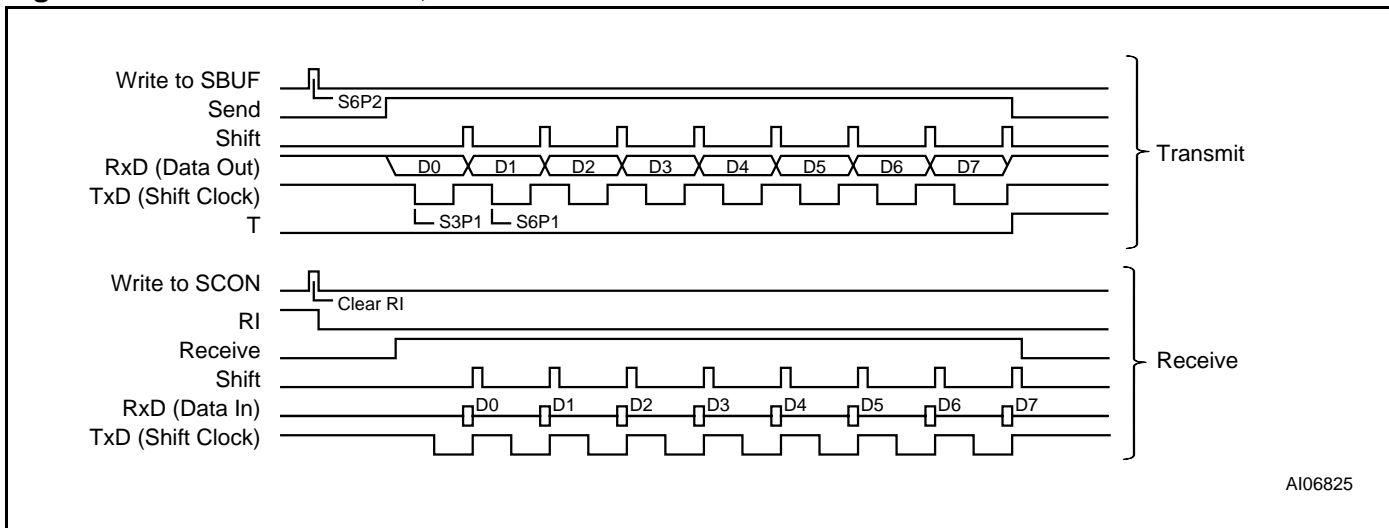 Write to SBUF
S6P2
Send
Shift
RxD (Data Out) D0 D1 D2 D3 D4 D5 D6 D7
TxD (Shift Clock)
S3P1 S6P1
T
Transmit
Write to SCON
Clear RI
RI
Receive
Shift
RxD (Data In) D0 D1 D2 D3 D4 D5 D6 D7
TxD (Shift Clock)
Receive
AI06825